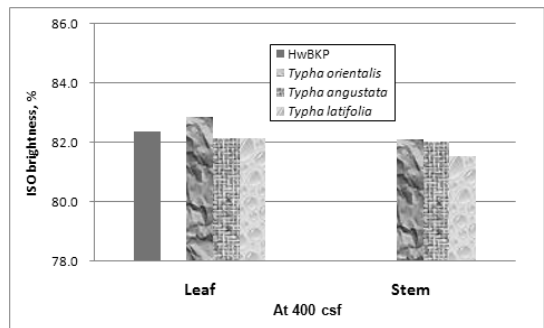 86.0
84.0
82.0
80.0
78.0
ISO brightness, %
HwBKP
Typha orientalis
Typha angustata
Typha latifolia
Leaf Stem
At 400 csf